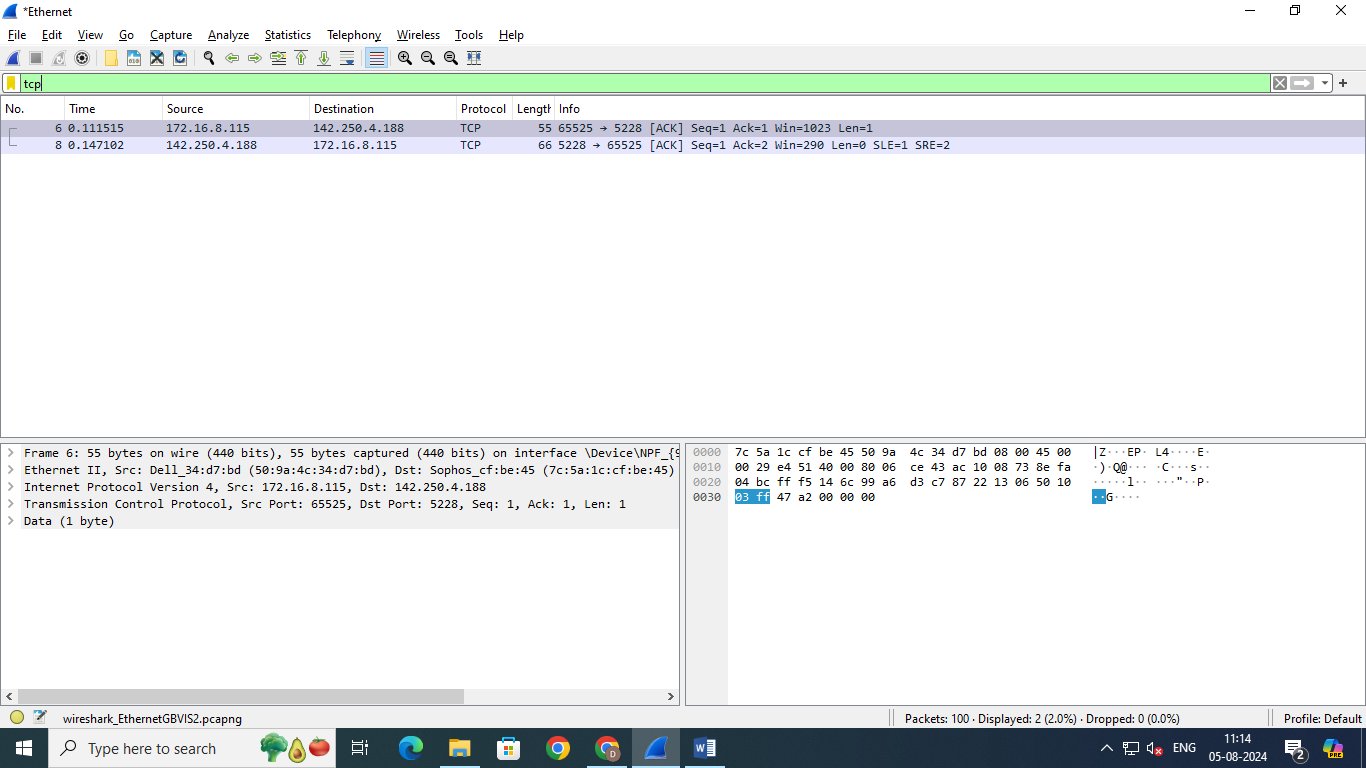 *Ethernet
File Edit View Go Capture Analyze Statistics Telephony Wireless Tools Help
tcp
No. Time Source Destination Protocol Length Info
6 0.111515 172.16.8.115 142.250.4.188 TCP 55 65525 → 5228 [ACK] Seq=1 Ack=1 Win=1023 Len=1
8 0.147102 142.250.4.188 172.16.8.115 TCP 66 5228 → 65525 [ACK] Seq=1 Ack=2 Win=290 Len=0 SLE=1 SRE=2
Frame 6: 55 bytes on wire (440 bits), 55 bytes captured (440 bits) on interface \Device\NPF_{9
Ethernet II, Src: Dell_34:d7:bd (50:9a:4c:34:d7:bd), Dst: Sophos_cf:be:45 (7c:5a:1c:cf:be:45)
Internet Protocol Version 4, Src: 172.16.8.115, Dst: 142.250.4.188
Transmission Control Protocol, Src Port: 65525, Dst Port: 5228, Seq: 1, Ack: 1, Len: 1
Data (1 byte)
0000 7c 5a 1c cf be 45 50 9a 4c 34 d7 bd 08 00 45 00 |Z···EP· L4····E·
0010 00 29 e4 51 40 00 80 06 ce 43 ac 10 08 73 8e fa ·)·Q@··· ·C···s··
0020 04 bc ff f5 14 6c 99 a6 d3 c7 87 22 13 06 50 10 ·····l·· ···"··P·
0030 03 ff 47 a2 00 00 00 ··G····
wireshark_EthernetGBVIS2.pcapng
Packets: 100 · Displayed: 2 (2.0%) · Dropped: 0 (0.0%)
Profile: Default
Type here to search
ENG
11:14
05-08-2024
2
PRE